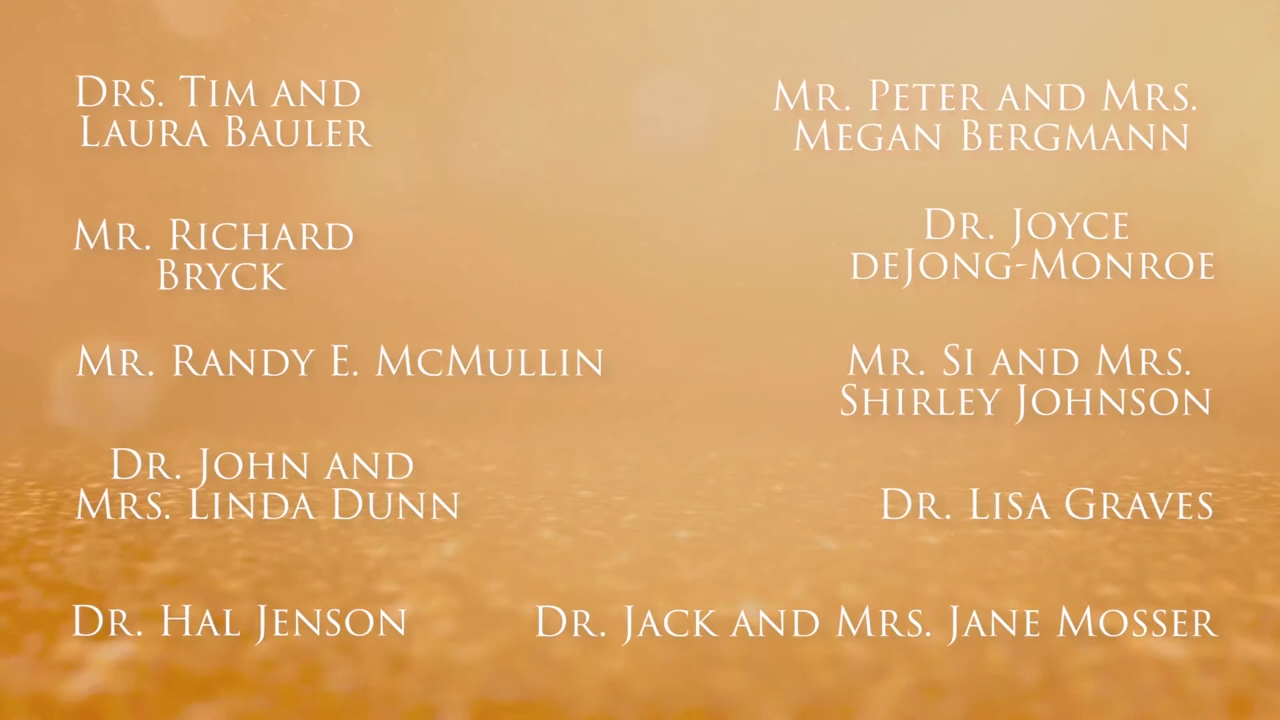 Drs. Tim and
Laura Bauler
Mr. Peter and Mrs.
Megan Bergmann
Mr. Richard
Bryck
Dr. Joyce
deJong-Monroe
Mr. Randy E. McMullin
Mr. Si and Mrs.
Shirley Johnson
Dr. John and
Mrs. Linda Dunn
Dr. Lisa Graves
Dr. Hal Jenson
Dr. Jack and Mrs. Jane Mosser